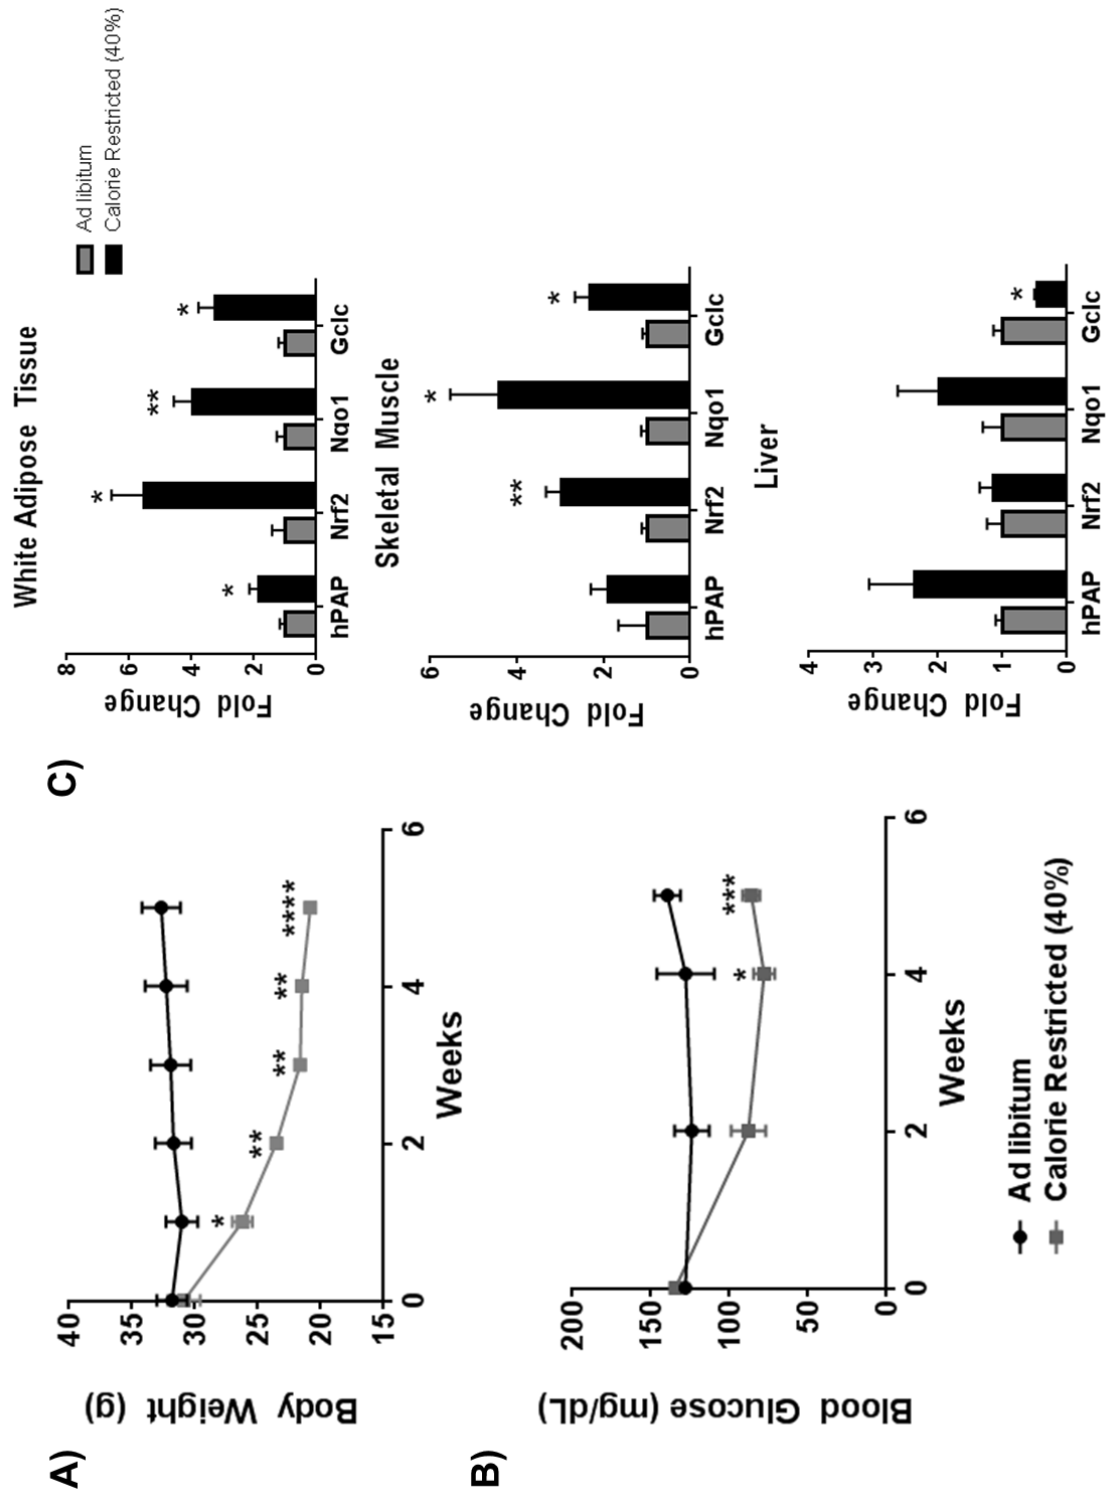 A)
Body Weight (g)
40
35
30
25
20
15
*
**
**
**
****
0
2
4
6
Weeks
B)
Blood Glucose (mg/dL)
200
150
100
50
0
*
***
0
2
4
6
Weeks
Ad libitum
Calorie Restricted (40%)
C)
White Adipose Tissue
Ad libitum
Calorie Restricted (40%)
Fold Change
8
6
4
2
0
*
*
**
*
hPAP Nrf2 Nqo1 Gclc
Skeletal Muscle
Fold Change
6
4
2
0
**
*
*
hPAP Nrf2 Nqo1 Gclc
Liver
Fold Change
4
3
2
1
0
*
hPAP Nrf2 Nqo1 Gclc